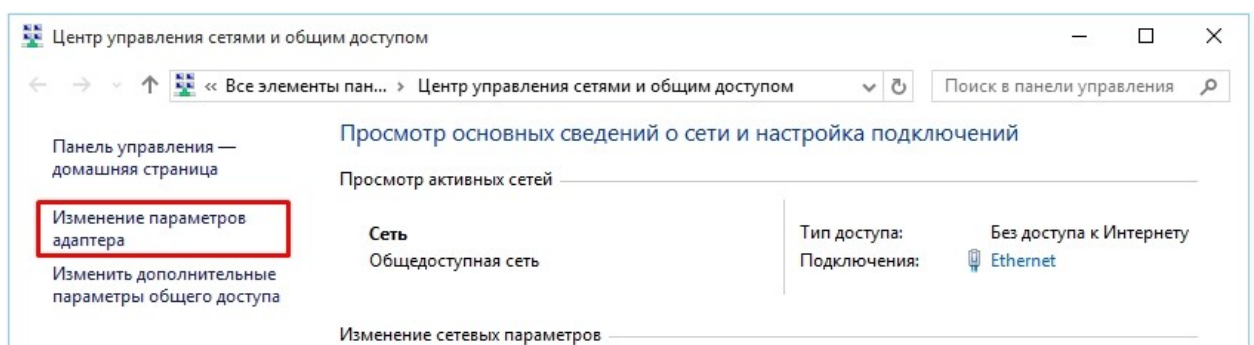 Центр управления сетями и общим доступом
« Все элементы пан... › Центр управления сетями и общим доступом
Поиск в панели управления
Панель управления —
домашняя страница
Изменение параметров
адаптера
Изменить дополнительные
параметры общего доступа
Просмотр основных сведений о сети и настройка подключений
Просмотр активных сетей
Сеть
Общедоступная сеть
Тип доступа: Без доступа к Интернету
Подключения: Ethernet
Изменение сетевых параметров